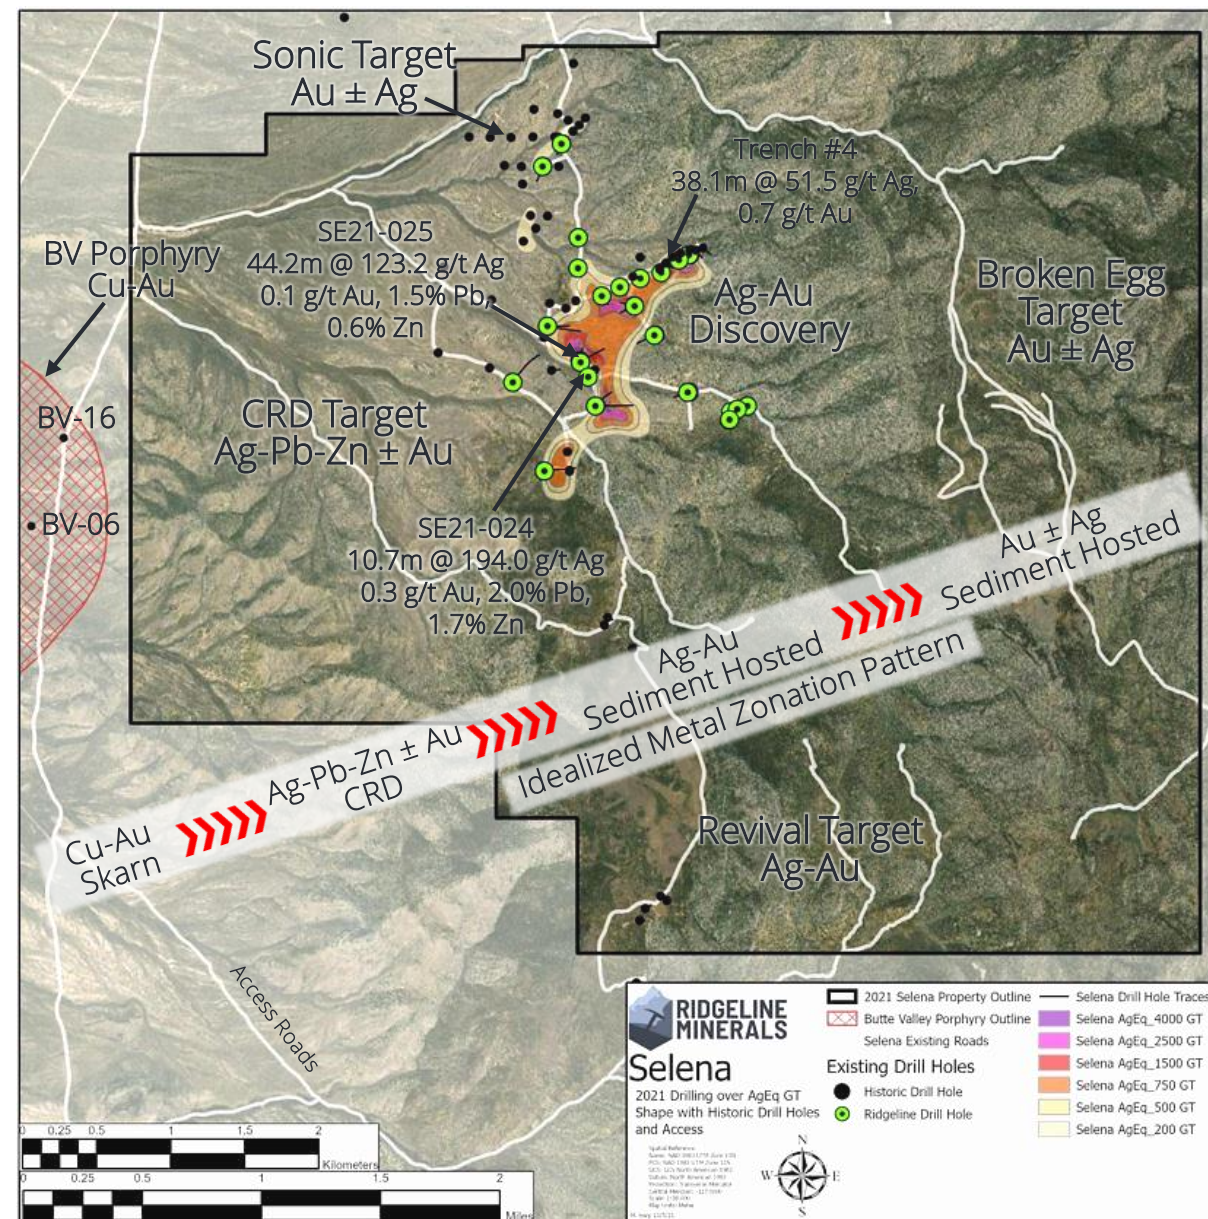 Sonic Target
Au ± Ag
Trench #4
38.1m @ 51.5 g/t Ag,
0.7 g/t Au
SE21-025
44.2m @ 123.2 g/t Ag
0.1 g/t Au, 1.5% Pb,
0.6% Zn
BV Porphyry
Cu-Au
Ag-Au
Discovery
Broken Egg
Target
Au ± Ag
CRD Target
Ag-Pb-Zn ± Au
BV-16
BV-06
SE21-024
10.7m @ 194.0 g/t Ag
0.3 g/t Au, 2.0% Pb,
1.7% Zn
Au ± Ag
Sediment Hosted
Ag-Au
Sediment Hosted
Idealized Metal Zonation Pattern
Ag-Pb-Zn ± Au
CRD
Cu-Au
Skarn
Revival Target
Ag-Au
Access Roads
RIDGELINE
MINERALS
Selena
2021 Drilling over AgEq GT
Shape with Historic Drill Holes
and Access
2021 Selena Property Outline
Butte Valley Porphyry Outline
Selena Existing Roads
Existing Drill Holes
Historic Drill Hole
Ridgeline Drill Hole
Selena Drill Hole Traces
Selena AgEq_4000 GT
Selena AgEq_2500 GT
Selena AgEq_1500 GT
Selena AgEq_750 GT
Selena AgEq_500 GT
Selena AgEq_200 GT
N
W E
S
0 0.25 0.5 1 1.5 2
Kilometers
0 0.25 0.5 1 1.5 2
Miles